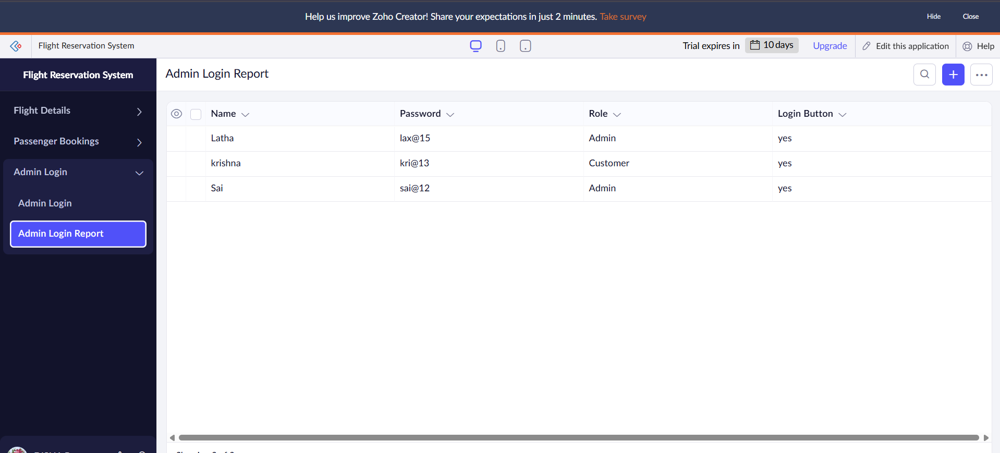 Help us improve Zoho Creator! Share your expectations in just 2 minutes. Take survey
Hide
Close
Flight Reservation System
Trial expires in 10 days
Upgrade
Edit this application
Help
Flight Reservation System
Flight Details
Passenger Bookings
Admin Login
Admin Login
Admin Login Report
Admin Login Report
Name Password Role Login Button
Latha lax@15 Admin yes
krishna kri@13 Customer yes
Sai sai@12 Admin yes